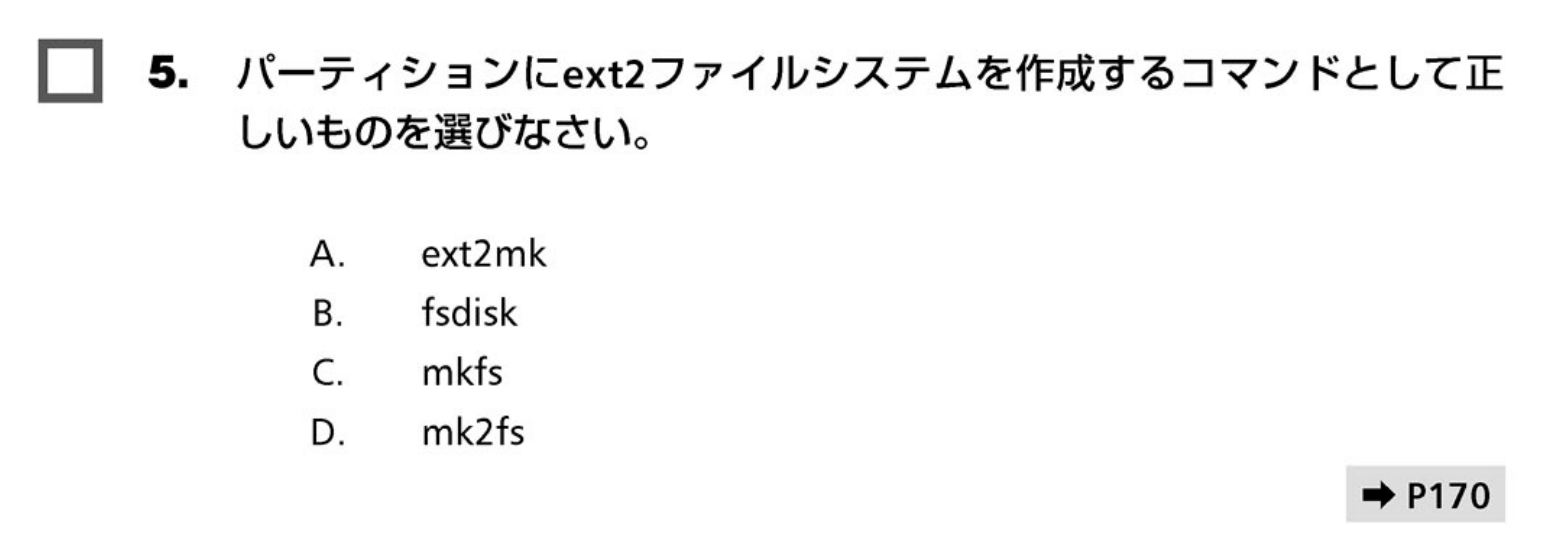 5. パーティションにext2ファイルシステムを作成するコマンドとして正
しいものを選びなさい。
A. ext2mk
B. fsdisk
C. mkfs
D. mk2fs
➡ P170